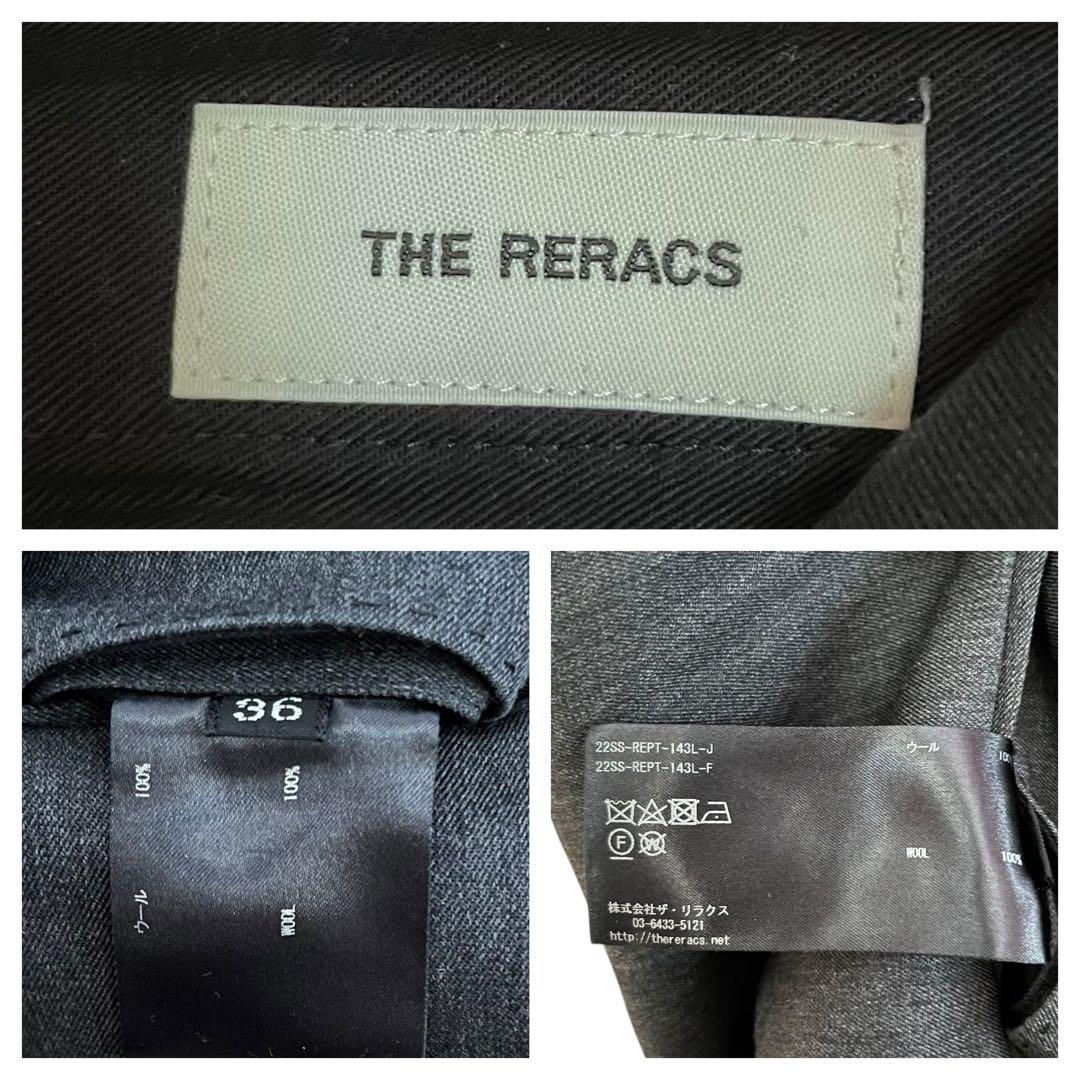 THE RERACS
36
ウール 100%
WOOL 100%
22SS-REPT-143L-J
22SS-REPT-143L-F
ウール 100%
WOOL 100%
F W
株式会社ザ・リラクス
03-6433-5121
http://thereracs.net